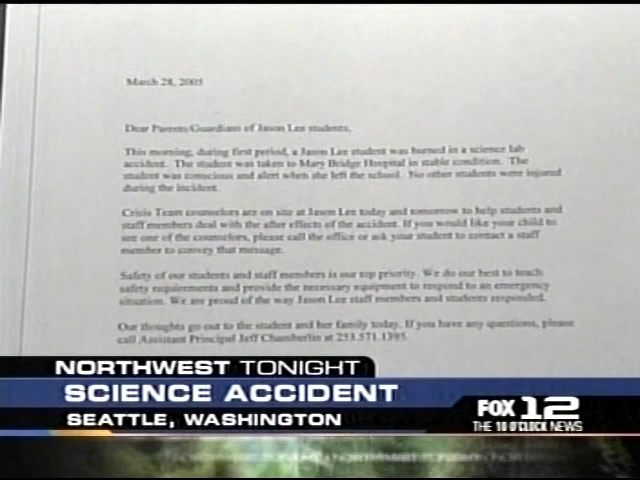 March 28, 2005
Dear Parents/Guardians of Jason Lee students,
This morning, during first period, a Jason Lee student was burned in a science lab
accident. The student was taken to Mary Bridge Hospital in stable condition. The
student was conscious and alert when she left the school. No other students were injured
during the incident.
Crisis Team counselors are on site at Jason Lee today and tomorrow to help students and
staff members deal with the after effects of the accident. If you would like your child to
see one of the counselors, please call the office or ask your student to contact a staff
member to convey that message.
Safety of our students and staff members is our top priority. We do our best to teach
safety requirements and provide the necessary equipment to respond to an emergency
situation. We are proud of the way Jason Lee staff members and students responded.
Our thoughts go out to the student and her family today. If you have any questions, please
call Assistant Principal Jeff Chamberlin at 253.571.1395.
NORTHWEST TONIGHT
SCIENCE ACCIDENT
SEATTLE, WASHINGTON
FOX 12
THE 10 O'CLOCK NEWS